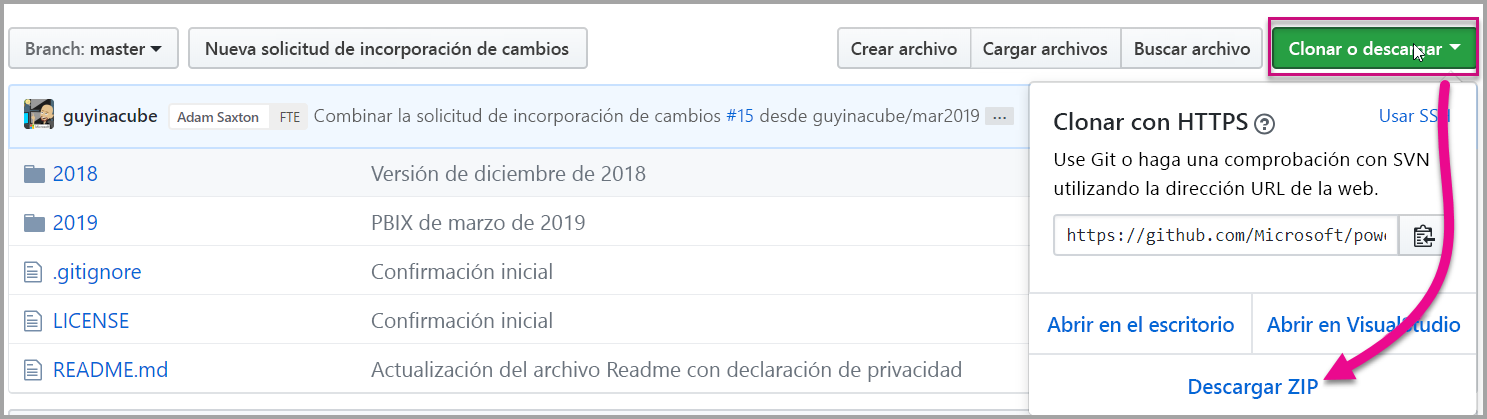 Branch: master
Nueva solicitud de incorporación de cambios
Crear archivo
Cargar archivos
Buscar archivo
Clonar o descargar
guyinacube
Adam Saxton
FTE
Combinar la solicitud de incorporación de cambios #15 desde guyinacube/mar2019 ...
2018
Versión de diciembre de 2018
2019
PBIX de marzo de 2019
.gitignore
Confirmación inicial
LICENSE
Confirmación inicial
README.md
Actualización del archivo Readme con declaración de privacidad
Clonar con HTTPS ?
Usar SSH
Use Git o haga una comprobación con SVN
utilizando la dirección URL de la web.
https://github.com/Microsoft/powe
Abrir en el escritorio
Abrir en Visual Studio
Descargar ZIP